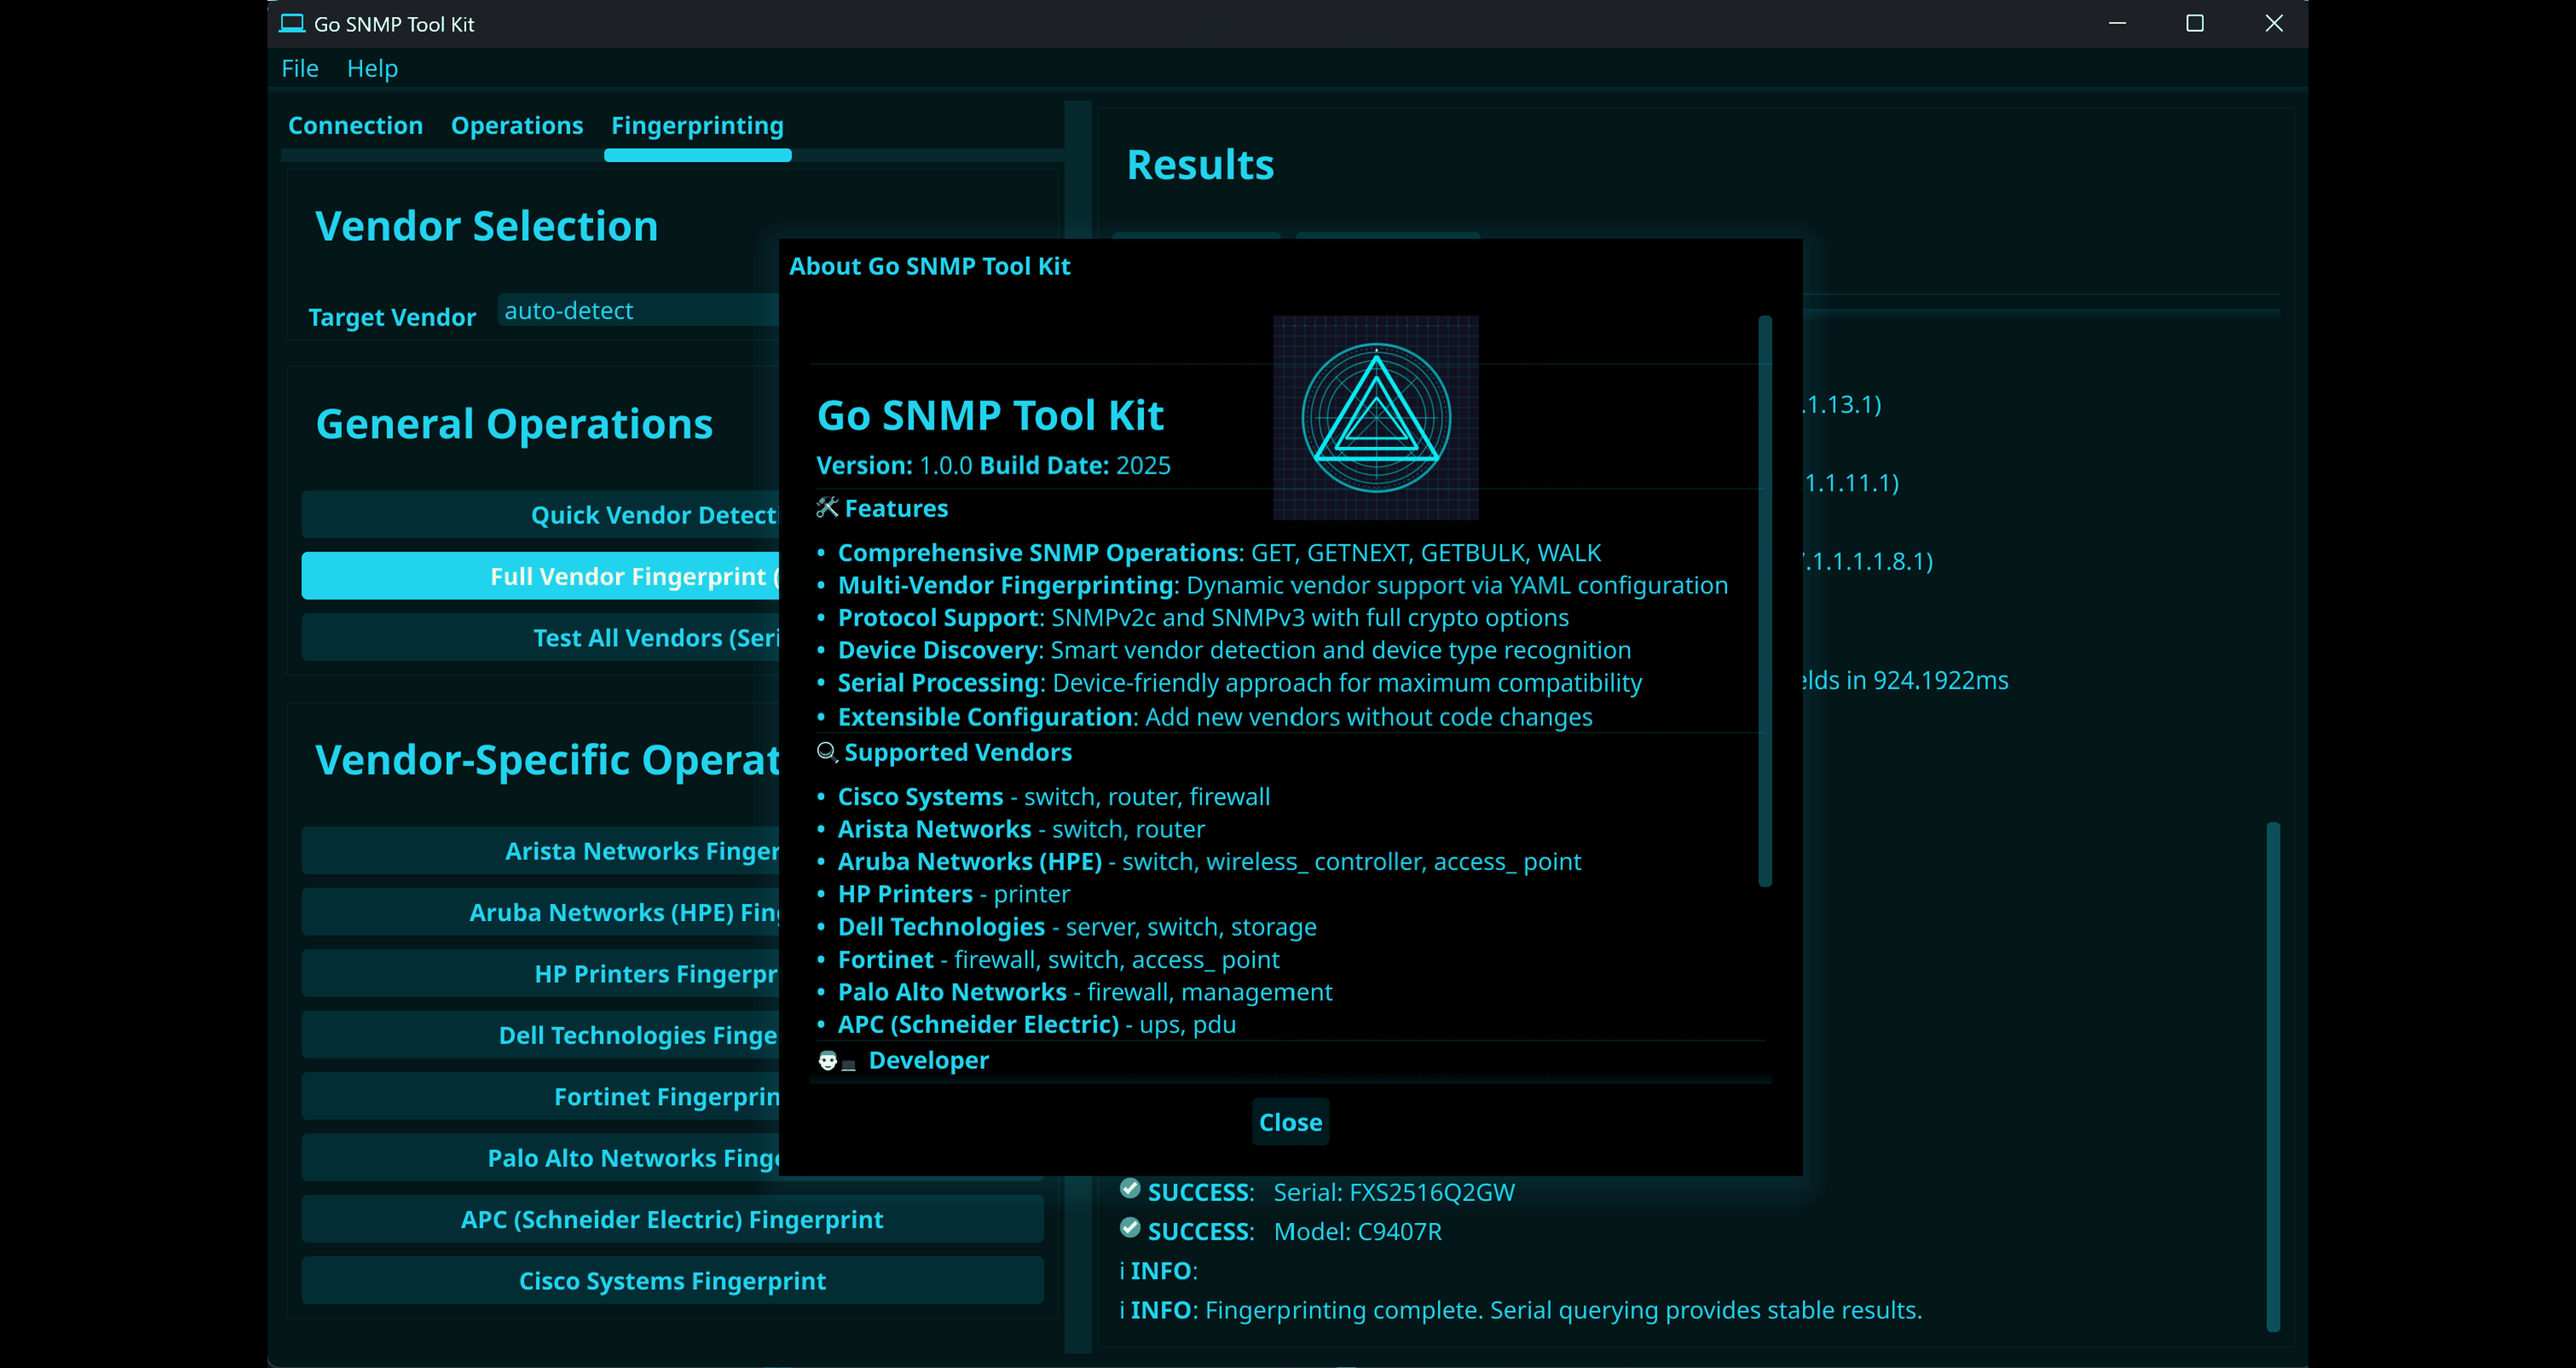 Go SNMP Tool Kit
File Help
Connection Operations Fingerprinting
Vendor Selection
Target Vendor auto-detect
General Operations
Quick Vendor
Full Vendor Fingerprint
Test All Vendors
Vendor-Specific
Arista Networks
Aruba Networks (HPE)
HP Printers
Dell Technologies
Fortinet
Palo Alto Networks
APC (Schneider Electric) Fingerprint
Cisco Systems Fingerprint
Results
.1.13.1)
1.1.11.1)
.1.1.1.1.8.1)
in 924.1922ms
SUCCESS: Serial: FXS2516Q2GW
SUCCESS: Model: C9407R
i INFO:
i INFO: Fingerprinting complete. Serial querying provides stable results.
About Go SNMP Tool Kit
Go SNMP Tool Kit
Version: 1.0.0 Build Date: 2025
Features
• Comprehensive SNMP Operations: GET, GETNEXT, GETBULK, WALK
• Multi-Vendor Fingerprinting: Dynamic vendor support via YAML configuration
• Protocol Support: SNMPv2c and SNMPv3 with full crypto options
• Device Discovery: Smart vendor detection and device type recognition
• Serial Processing: Device-friendly approach for maximum compatibility
• Extensible Configuration: Add new vendors without code changes
Supported Vendors
• Cisco Systems - switch, router, firewall
• Arista Networks - switch, router
• Aruba Networks (HPE) - switch, wireless_ controller, access_ point
• HP Printers - printer
• Dell Technologies - server, switch, storage
• Fortinet - firewall, switch, access_ point
• Palo Alto Networks - firewall, management
• APC (Schneider Electric) - ups, pdu
Developer
Close